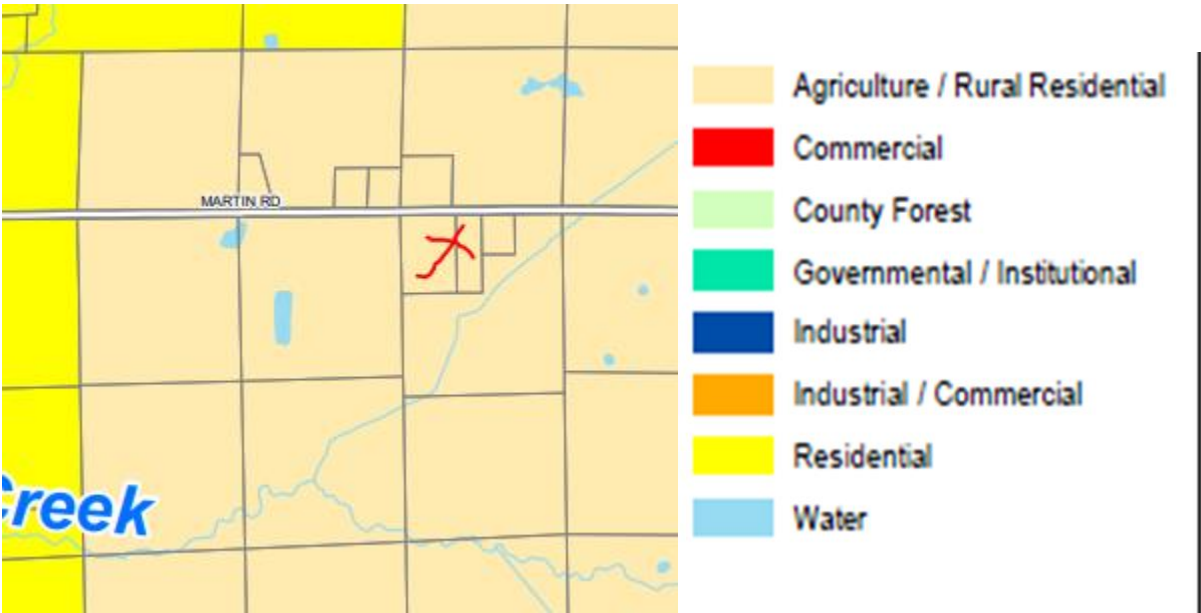 MARTIN RD
Creek
Agriculture / Rural Residential
Commercial
County Forest
Governmental / Institutional
Industrial
Industrial / Commercial
Residential
Water